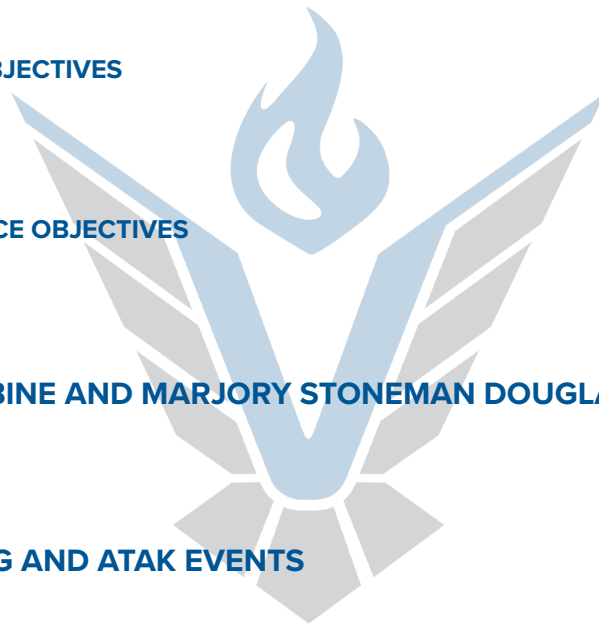 BJECTIVES
CE OBJECTIVES
BINE AND MARJORY STONEMAN DOUGLA
G AND ATAK EVENTS